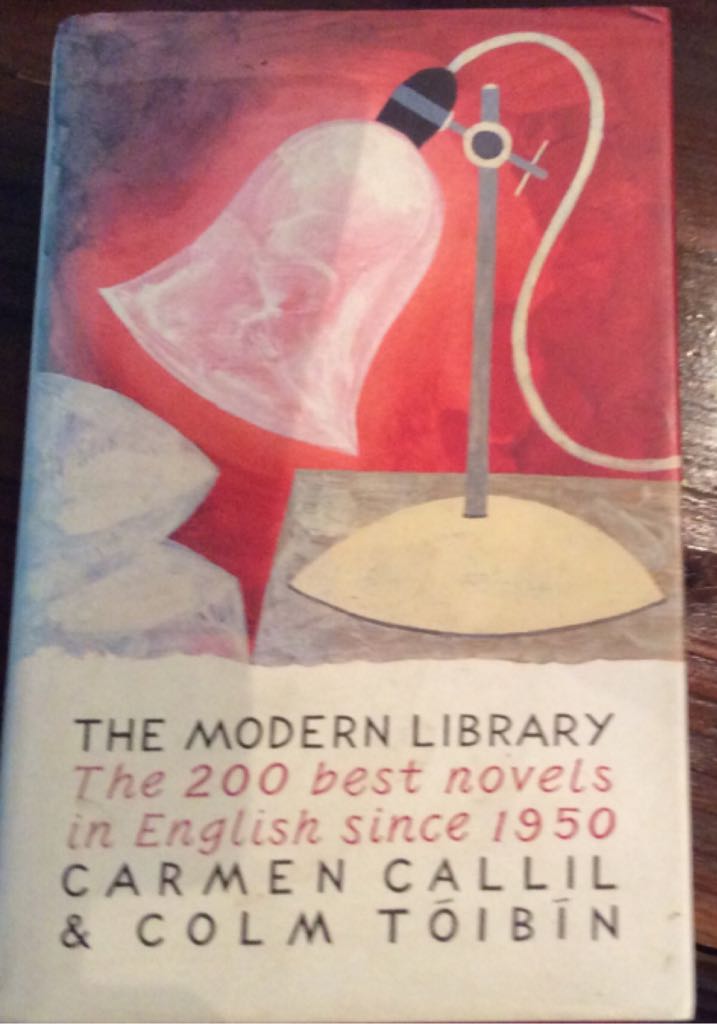 THE MODERN LIBRARY
The 200 best novels
in English since 1950
CARMEN CALLIL
& COLM TÓIBÍN